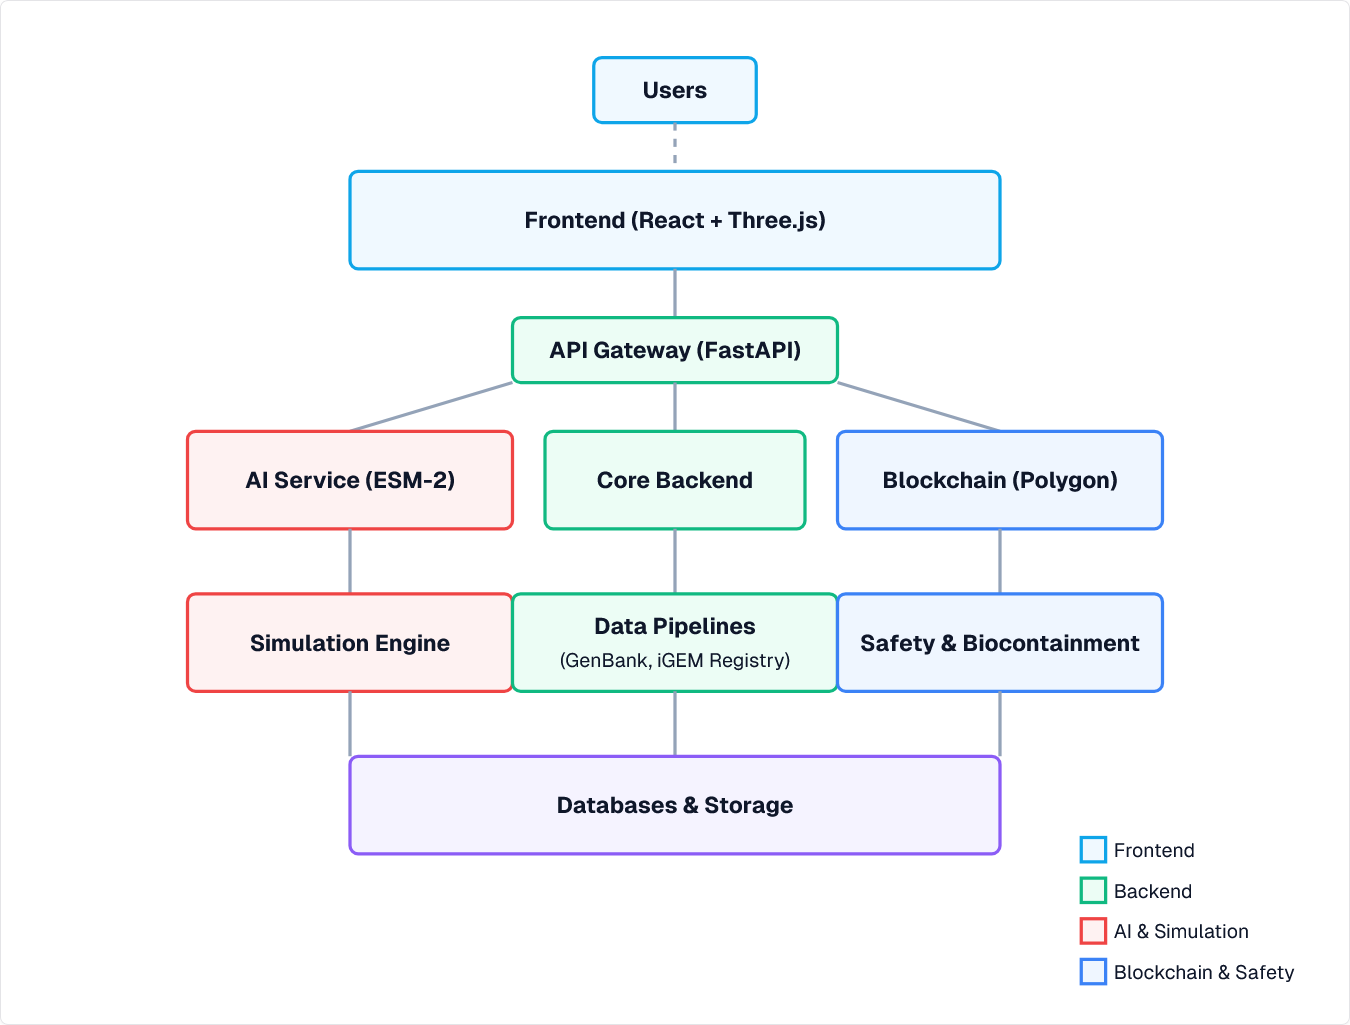 Users
Frontend (React + Three.js)
API Gateway (FastAPI)
AI Service (ESM-2)
Core Backend
Blockchain (Polygon)
Simulation Engine
Data Pipelines
(GenBank, iGEM Registry)
Safety & Biocontainment
Databases & Storage
Frontend
Backend
AI & Simulation
Blockchain & Safety